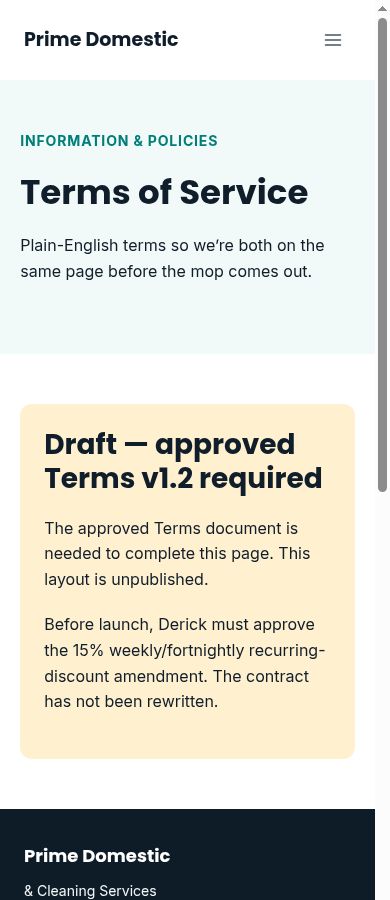 Prime Domestic
INFORMATION & POLICIES
Terms of Service
Plain-English terms so we're both on the
same page before the mop comes out.
Draft — approved
Terms v1.2 required
The approved Terms document is
needed to complete this page. This
layout is unpublished.
Before launch, Derick must approve
the 15% weekly/fortnightly recurring-
discount amendment. The contract
has not been rewritten.
Prime Domestic
& Cleaning Services